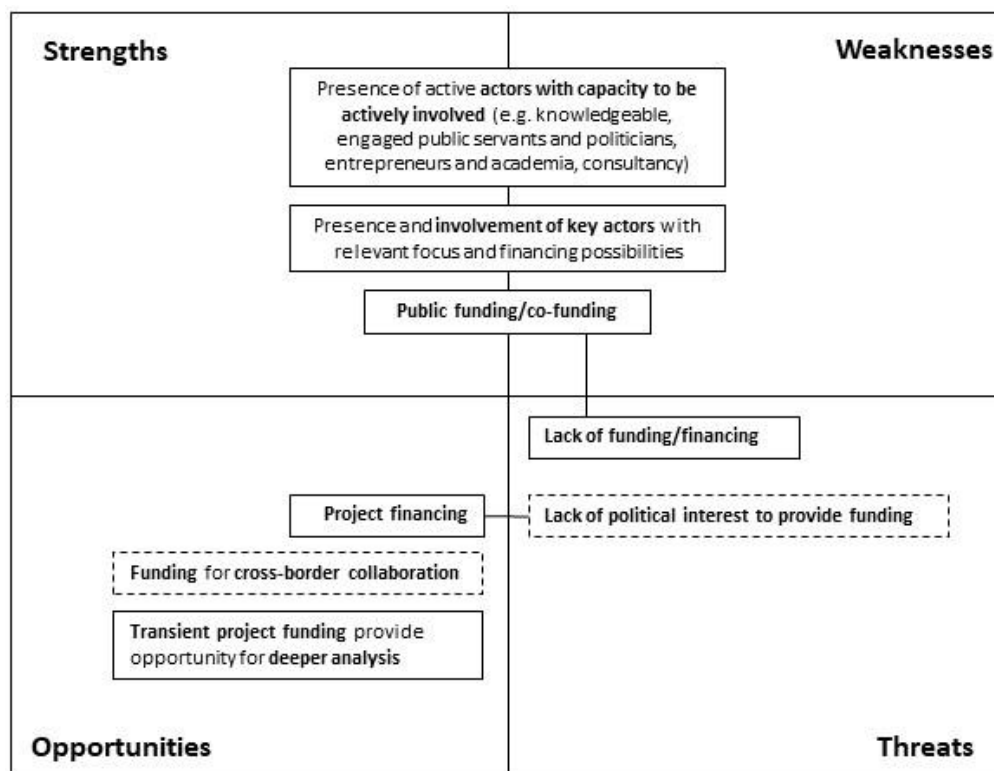 Strengths
Weaknesses
Presence of active actors with capacity to be
actively involved (e.g. knowledgeable,
engaged public servants and politicians,
entrepreneurs and academia, consultancy)
Presence and involvement of key actors with
relevant focus and financing possibilities
Public funding/co-funding
Lack of funding/financing
Project financing
Lack of political interest to provide funding
Funding for cross-border collaboration
Transient project funding provide
opportunity for deeper analysis
Opportunities
Threats